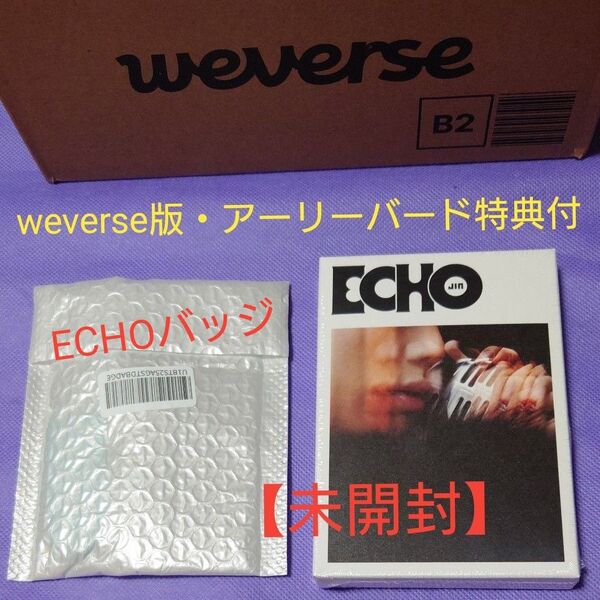 weverse
B2
weverse版・アーリーバード特典付
ECHO
JIN
ECHOバッジ
U1BTS25AGSTDBADGE
【未開封】